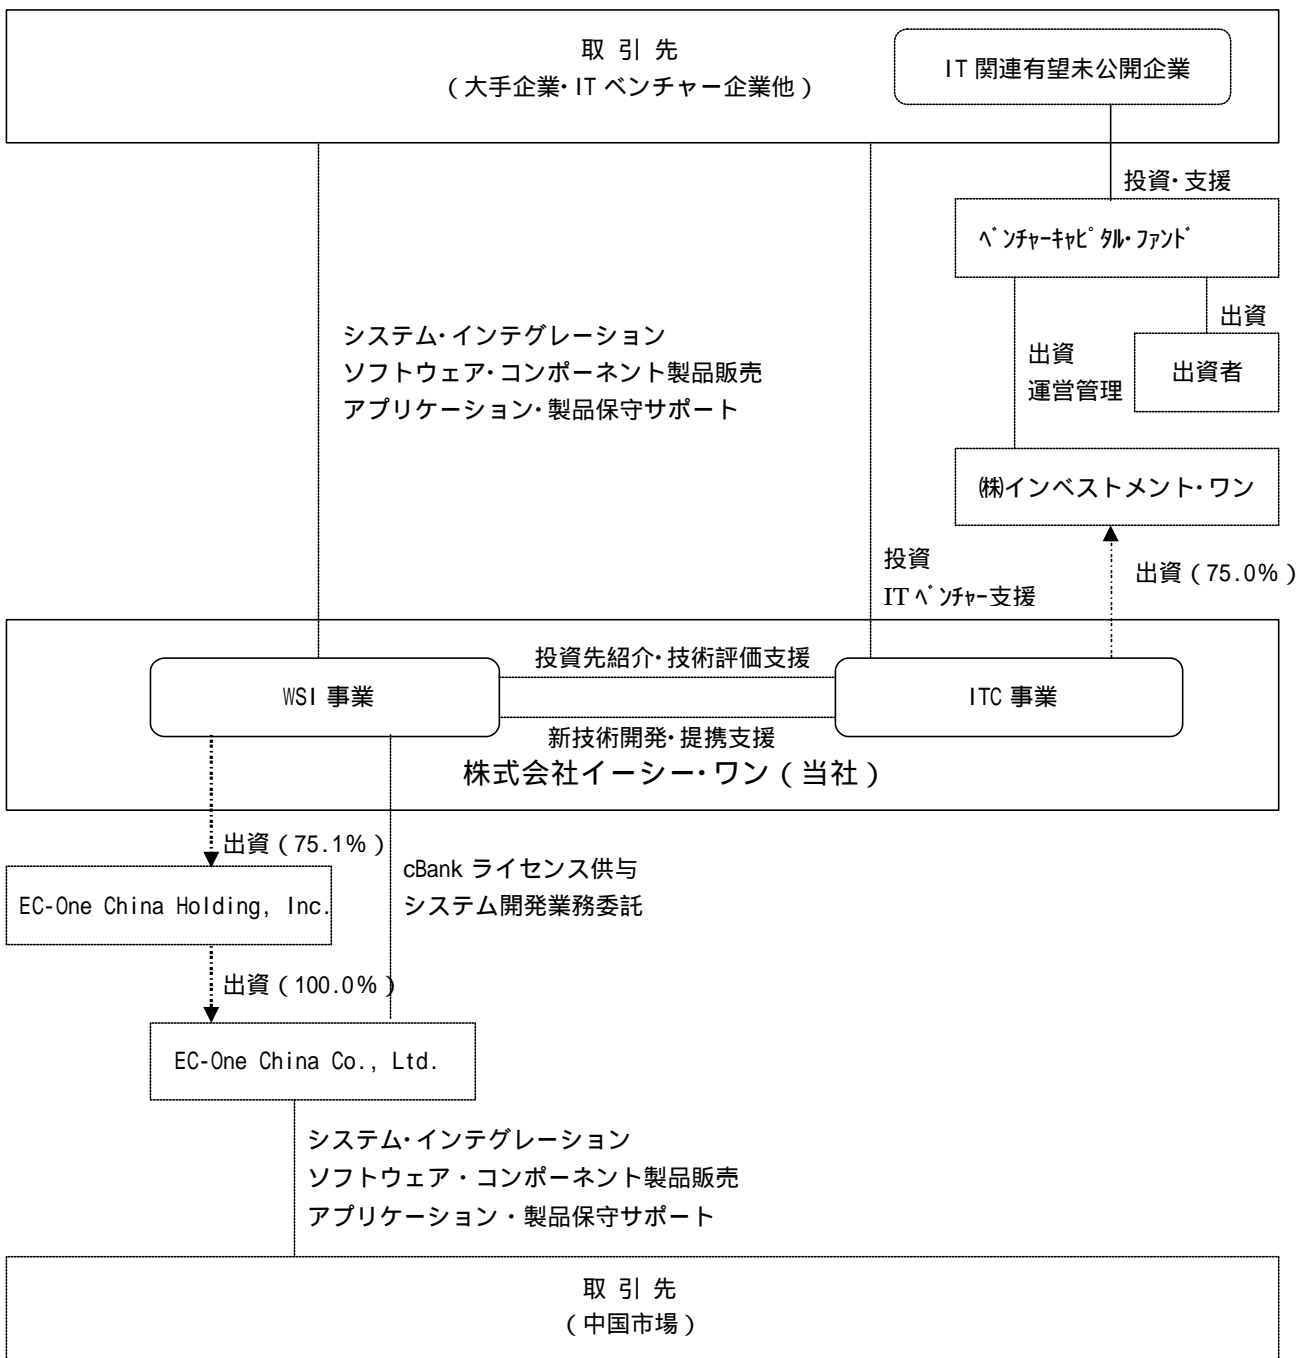 取 引 先
(大手企業・IT ベンチャー企業他)
IT 関連有望未公開企業
投資・支援
ﾍﾞﾝﾁｬｰｷｬﾋﾟﾀﾙ・ﾌｧﾝﾄﾞ
出資
出資者
出資
運営管理
システム・インテグレーション
ソフトウェア・コンポーネント製品販売
アプリケーション・製品保守サポート
㈱インベストメント・ワン
投資
IT ﾍﾞﾝﾁｬｰ支援
出資(75.0%)
投資先紹介・技術評価支援
WSI 事業
ITC 事業
新技術開発・提携支援
株式会社イーシー・ワン(当社)
出資(75.1%)
cBank ライセンス供与
システム開発業務委託
EC-One China Holding, Inc.
出資(100.0%)
EC-One China Co., Ltd.
システム・インテグレーション
ソフトウェア・コンポーネント製品販売
アプリケーション・製品保守サポート
取 引 先
(中国市場)